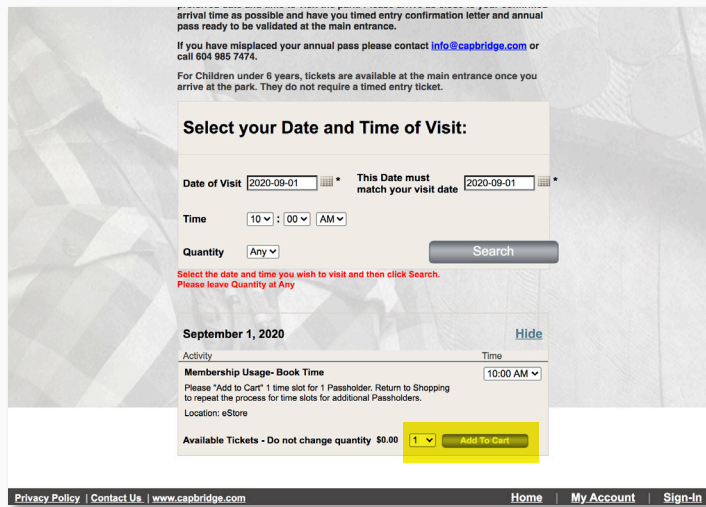 arrival time as possible and have you timed entry confirmation letter and annual
pass ready to be validated at the main entrance.
If you have misplaced your annual pass please contact info@capbridge.com or
call 604 985 7474.
For Children under 6 years, tickets are available at the main entrance once you
arrive at the park. They do not require a timed entry ticket.
Select your Date and Time of Visit:
Date of Visit 2020-09-01 * This Date must
match your visit date 2020-09-01 *
Time 10 : 00 AM
Quantity Any Search
Select the date and time you wish to visit and then click Search.
Please leave Quantity at Any
September 1, 2020 Hide
Activity Time
Membership Usage- Book Time 10:00 AM
Please "Add to Cart" 1 time slot for 1 Passholder. Return to Shopping
to repeat the process for time slots for additional Passholders.
Location: eStore
Available Tickets - Do not change quantity $0.00 1 Add To Cart
Privacy Policy | Contact Us | www.capbridge.com Home | My Account | Sign-In